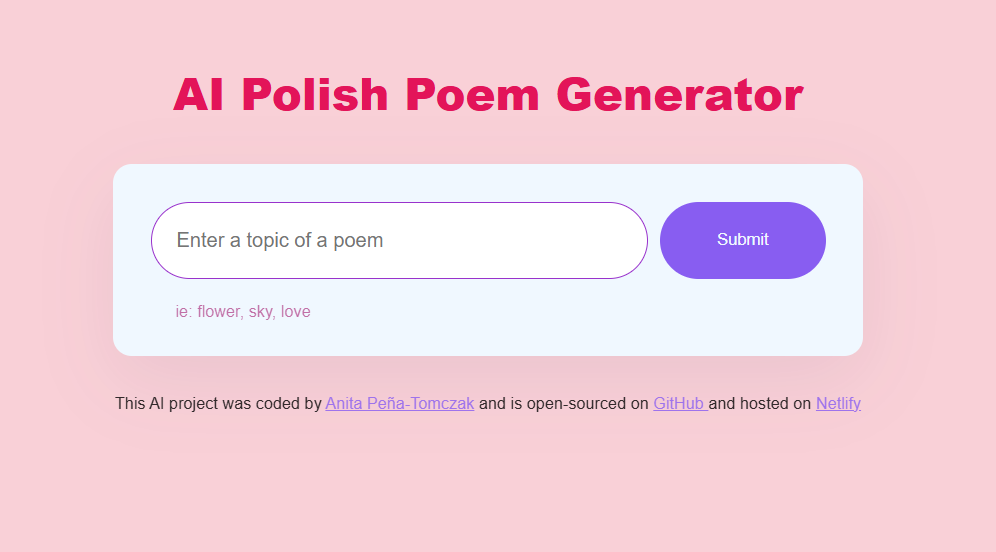 AI Polish Poem Generator
Enter a topic of a poem
Submit
ie: flower, sky, love
This AI project was coded by Anita Peña-Tomczak and is open-sourced on GitHub and hosted on Netlify